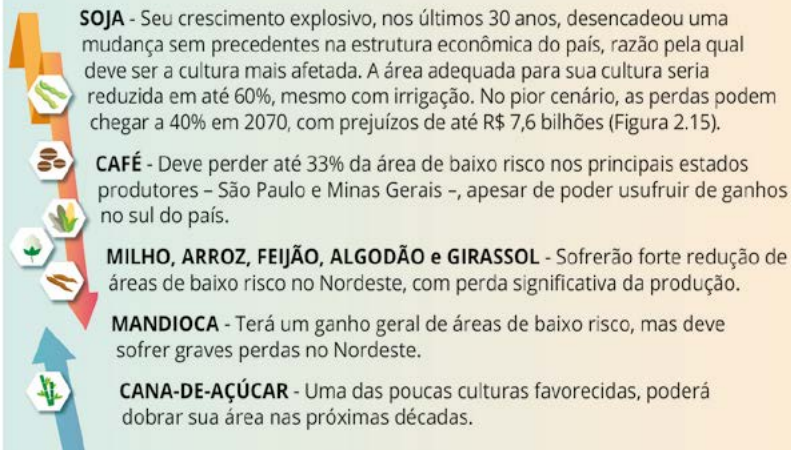 SOJA - Seu crescimento explosivo, nos últimos 30 anos, desencadeou uma
mudança sem precedentes na estrutura econômica do país, razão pela qual
deve ser a cultura mais afetada. A área adequada para sua cultura seria
reduzida em até 60%, mesmo com irrigação. No pior cenário, as perdas podem
chegar a 40% em 2070, com prejuízos de até R$ 7,6 bilhões (Figura 2.15).
CAFÉ - Deve perder até 33% da área de baixo risco nos principais estados
produtores – São Paulo e Minas Gerais –, apesar de poder usufruir de ganhos
no sul do país.
MILHO, ARROZ, FEIJÃO, ALGODÃO e GIRASSOL - Sofrerão forte redução de
áreas de baixo risco no Nordeste, com perda significativa da produção.
MANDIOCA - Terá um ganho geral de áreas de baixo risco, mas deve
sofrer graves perdas no Nordeste.
CANA-DE-AÇÚCAR - Uma das poucas culturas favorecidas, poderá
dobrar sua área nas próximas décadas.